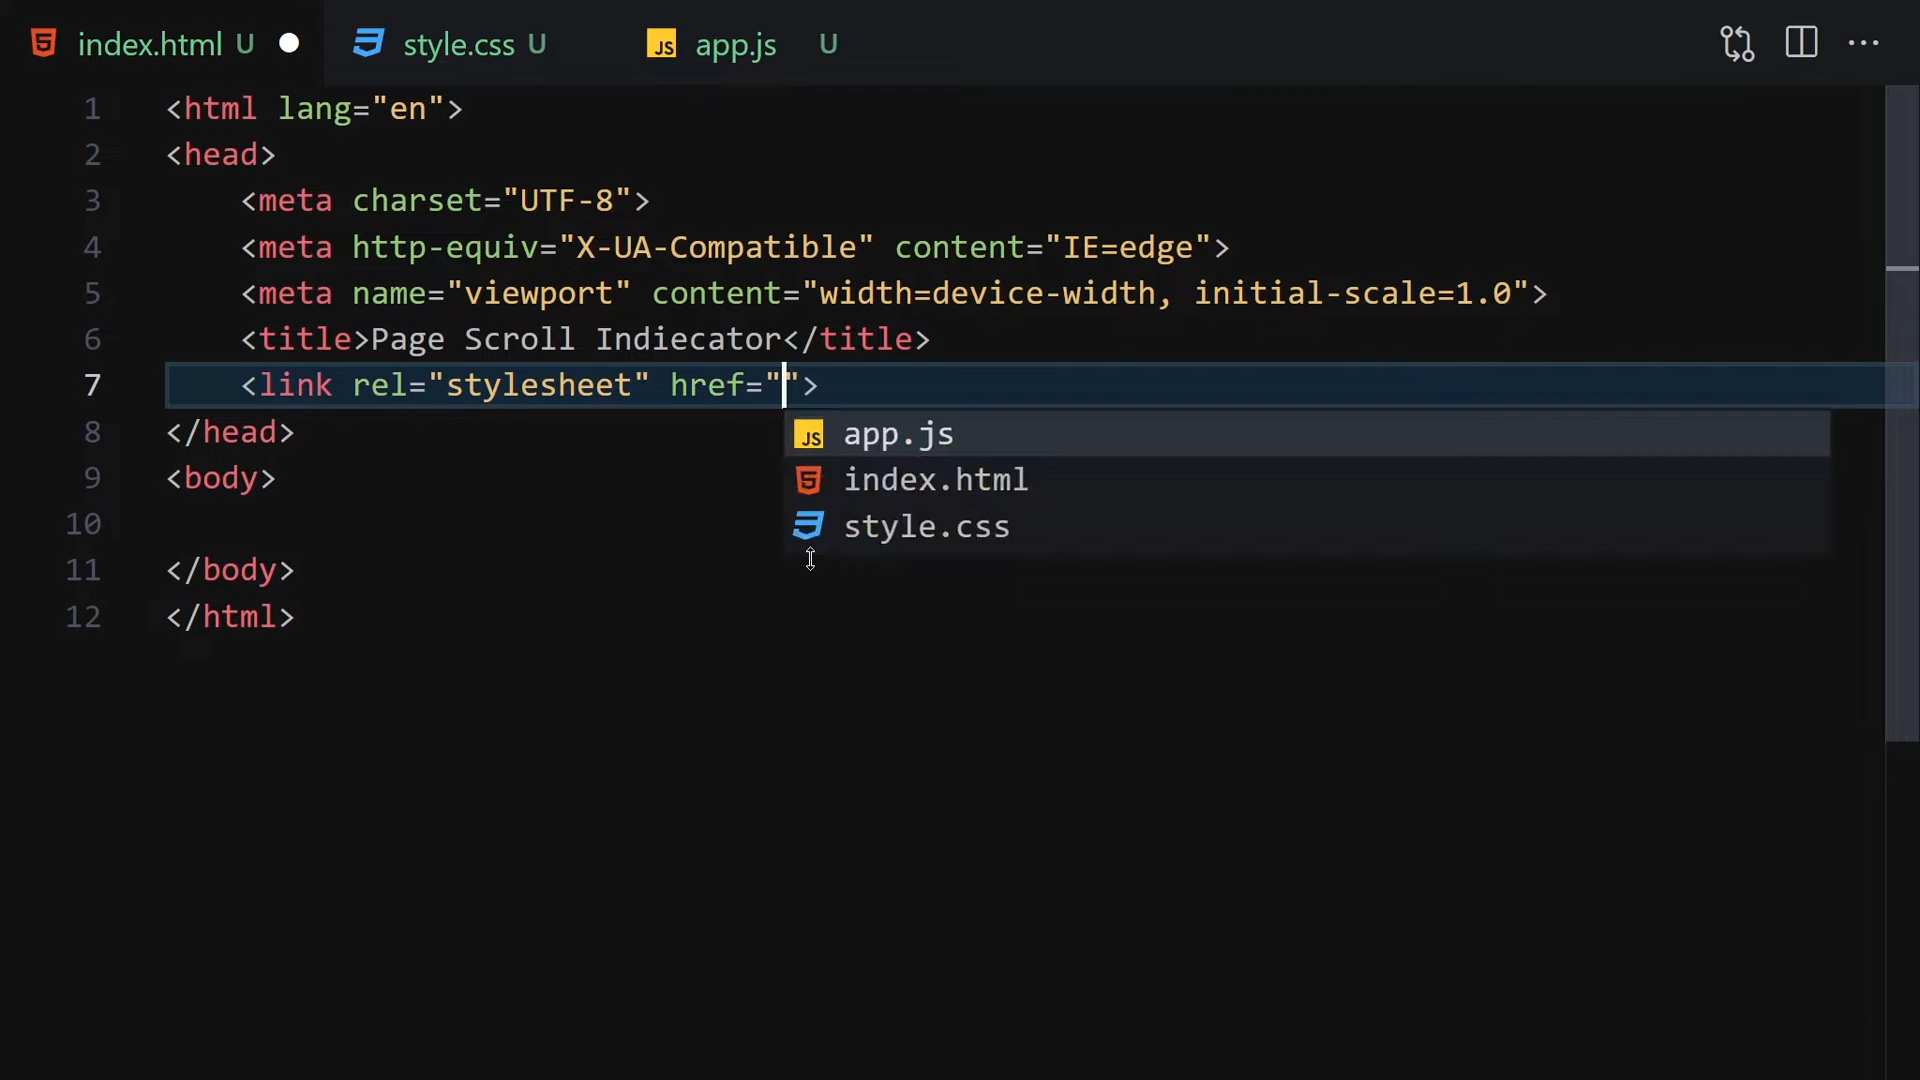 index.html U style.css U JS app.js U
1 <html lang="en">
2 <head>
3 <meta charset="UTF-8">
4 <meta http-equiv="X-UA-Compatible" content="IE=edge">
5 <meta name="viewport" content="width=device-width, initial-scale=1.0">
6 <title>Page Scroll Indiecator</title>
7 <link rel="stylesheet" href="">
8 </head>
JS app.js
9 <body>
index.html
10
style.css
11 </body>
12 </html>